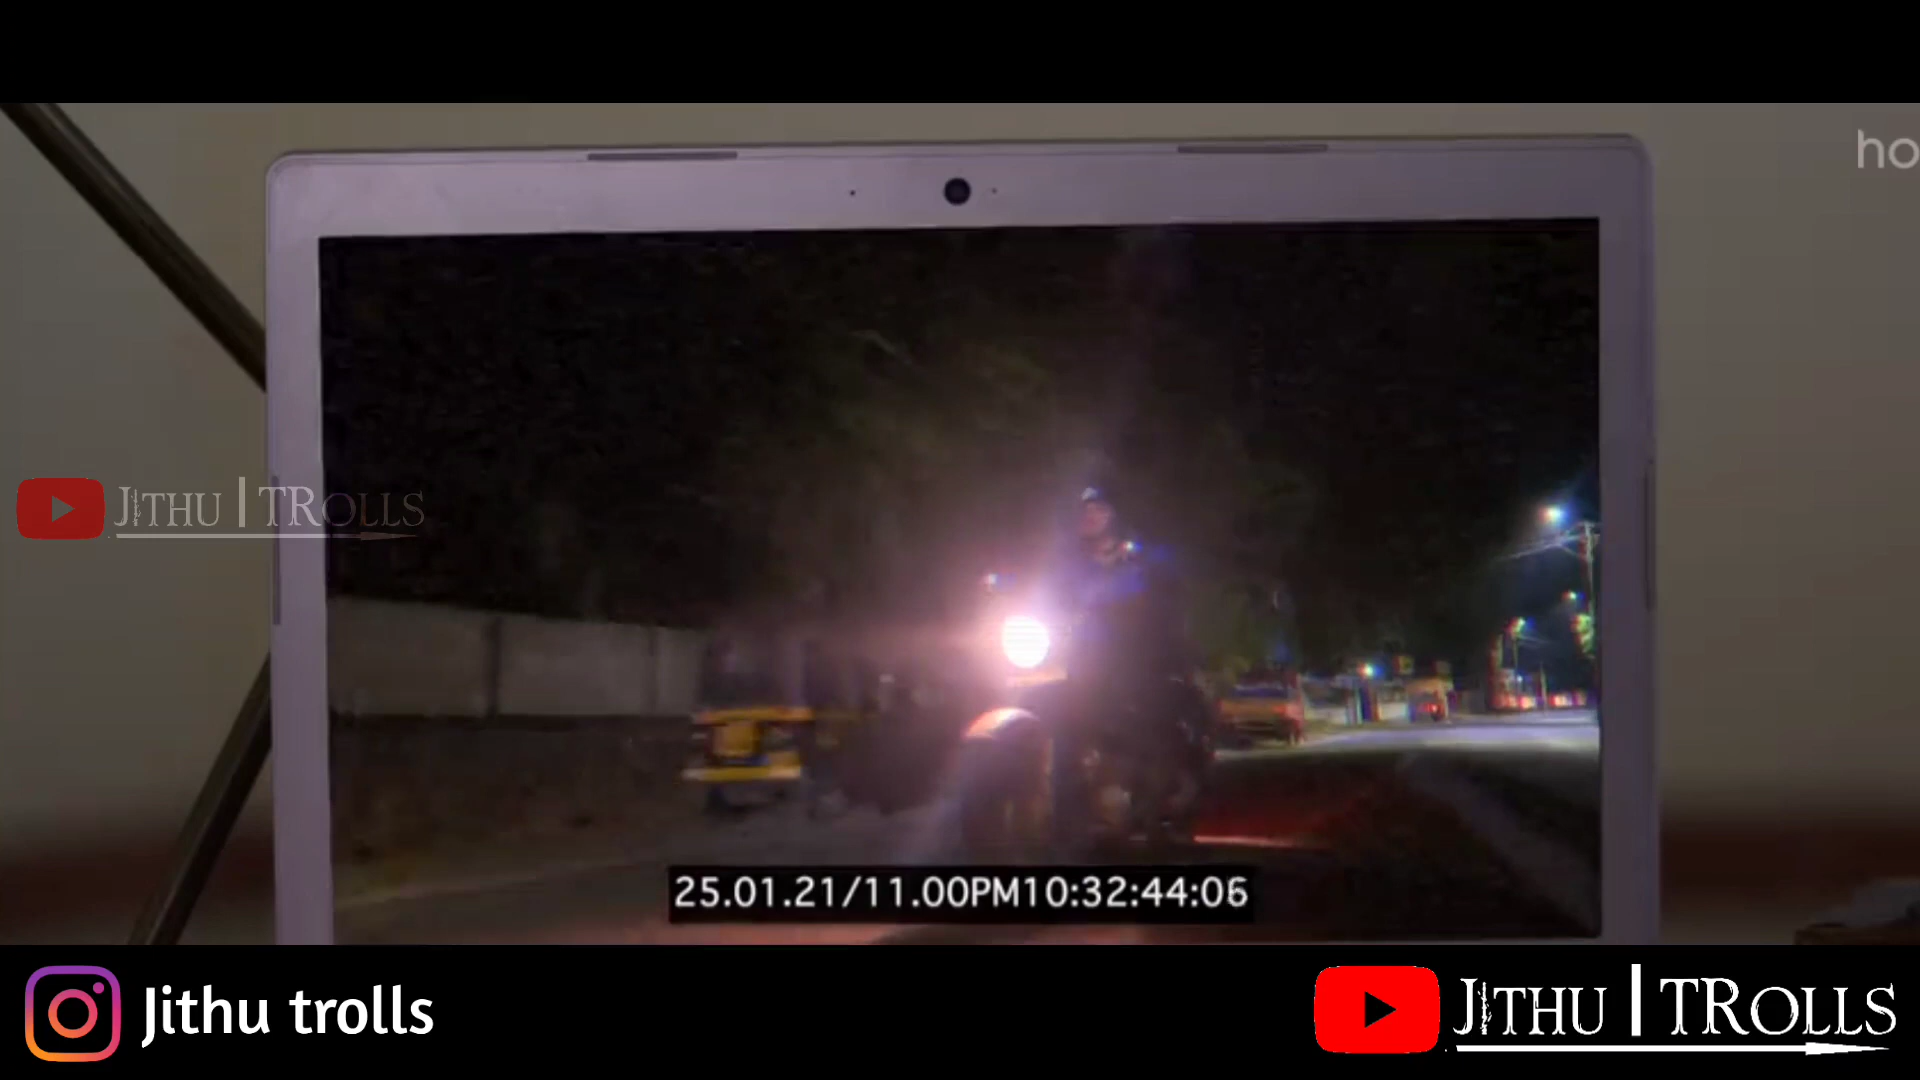 ho
JITHU | TROLLS
25.01.21/11.00PM10:32:44:06
Jithu trolls
JITHU | TROLLS